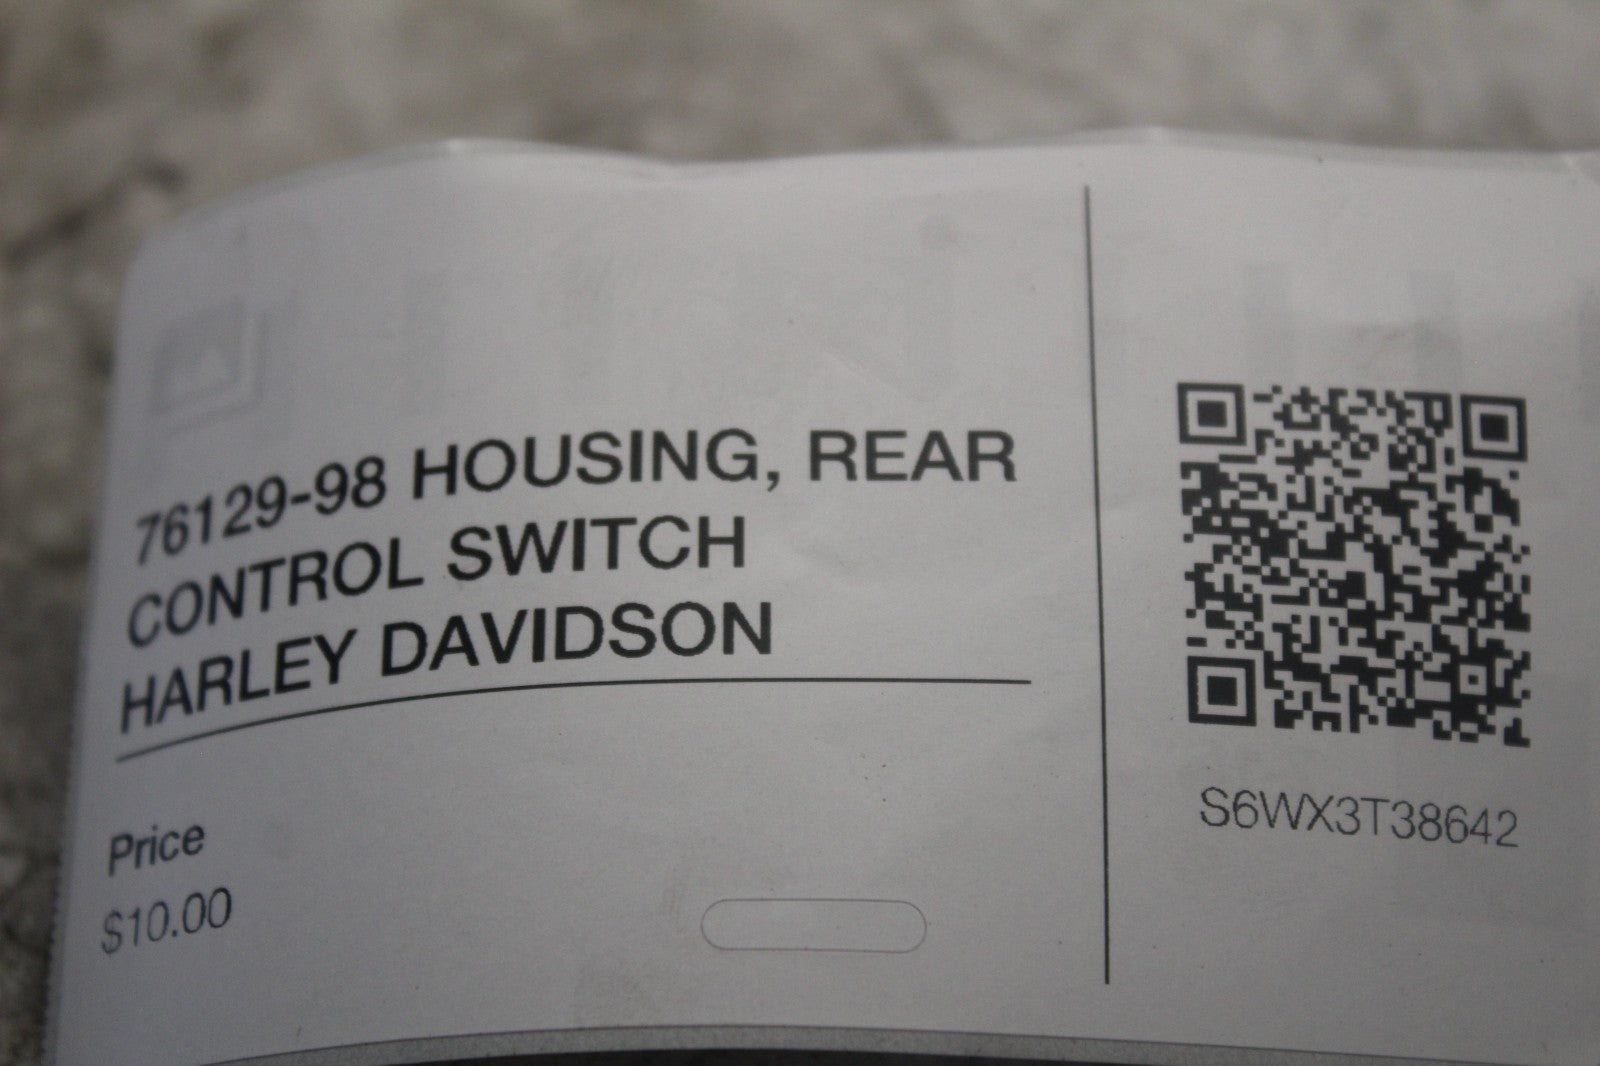 76129-98 HOUSING, REAR
CONTROL SWITCH
HARLEY DAVIDSON
Price
$10.00
S6WX3T38642